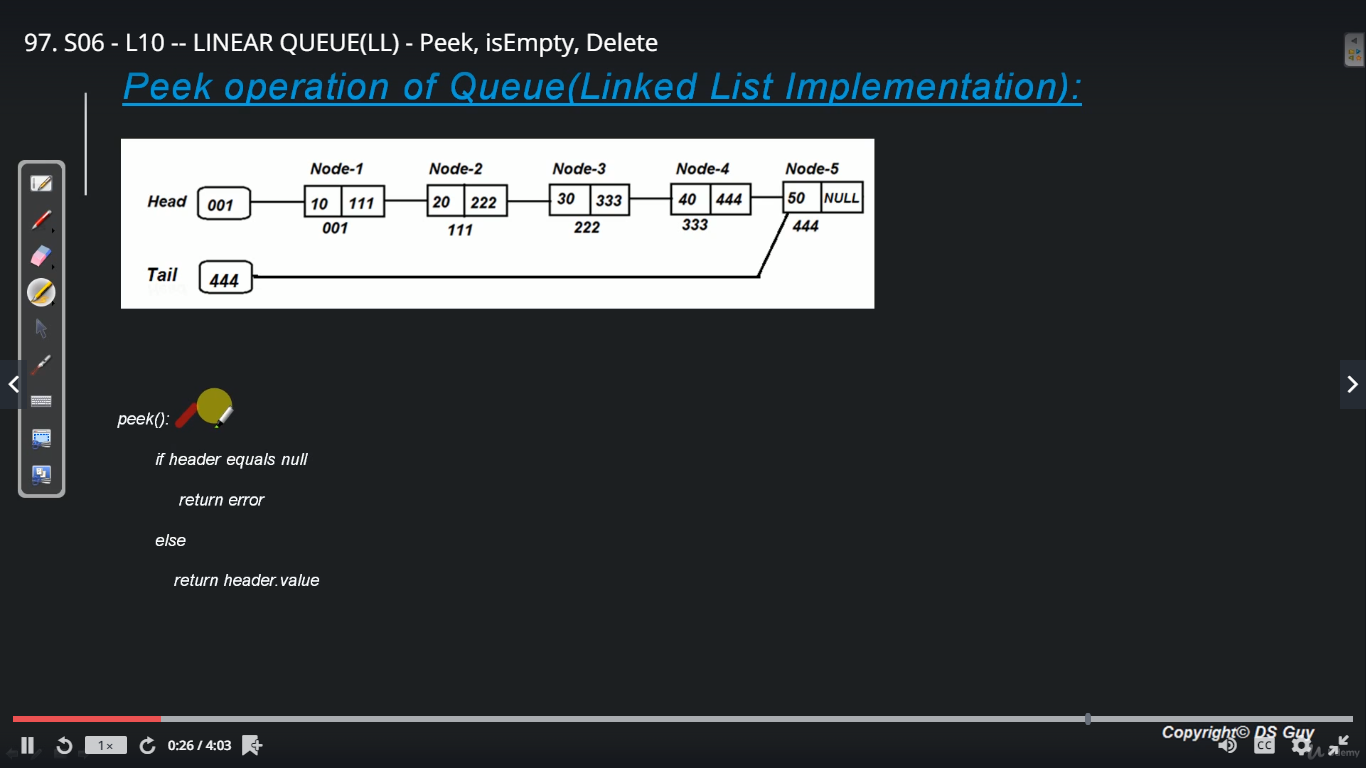 97. S06 - L10 -- LINEAR QUEUE(LL) - Peek, isEmpty, Delete
Peek operation of Queue(Linked List Implementation):
Node-1 Node-2 Node-3 Node-4 Node-5
Head 001 10 111 20 222 30 333 40 444 50 NULL
001 111 222 333 444
Tail 444
peek():
if header equals null
return error
else
return header.value
Copyright© DS Guy
1× 0:26 / 4:03 CC